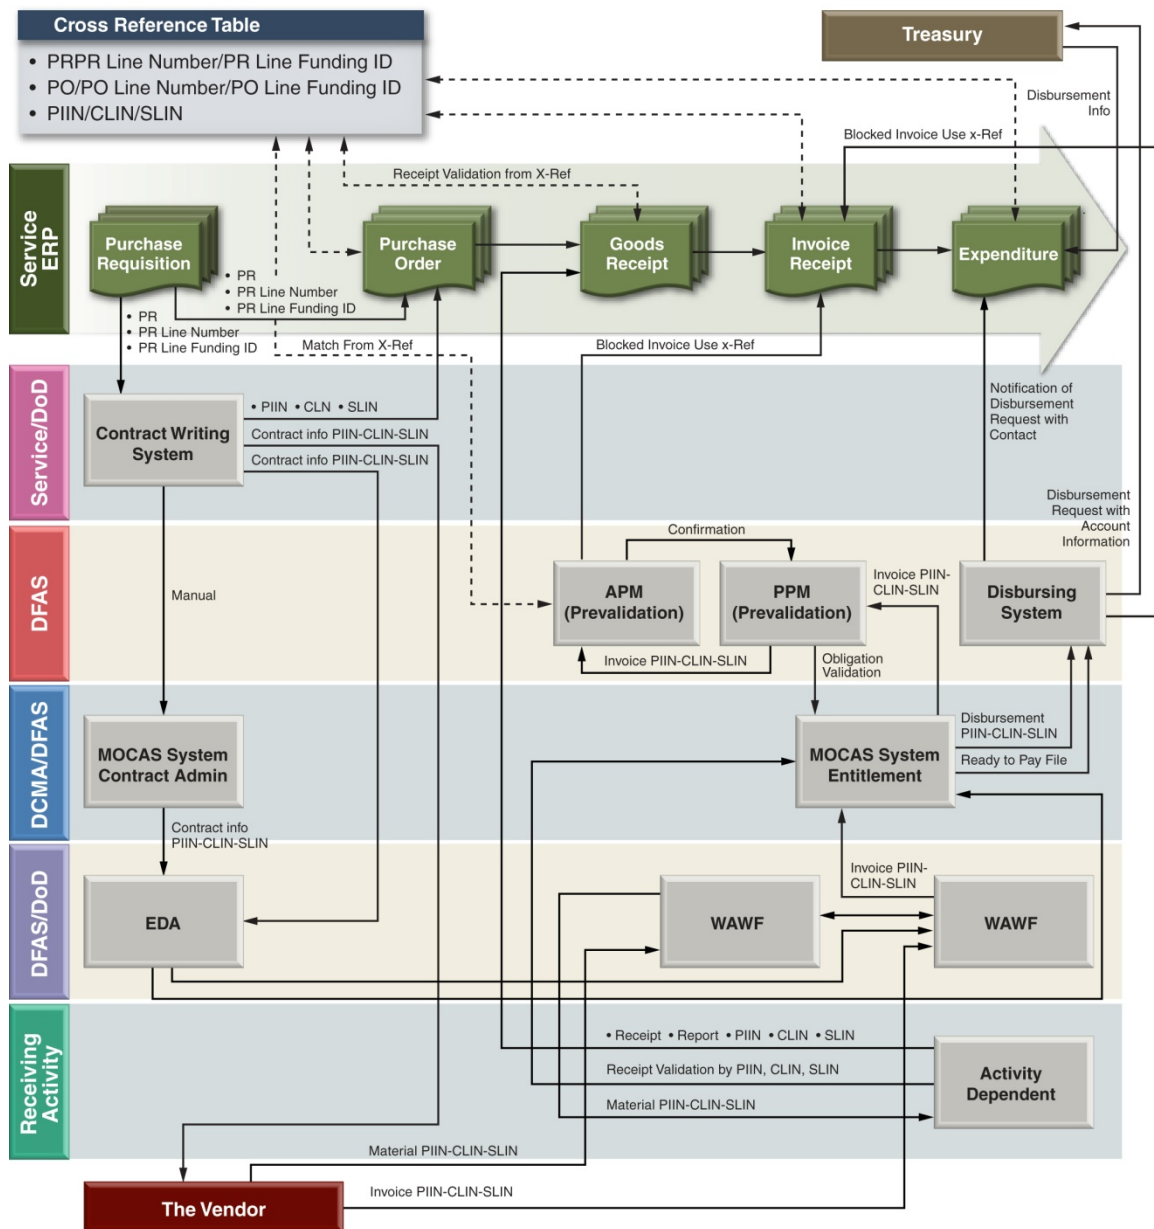 Cross Reference Table
• PRPR Line Number/PR Line Funding ID
• PO/PO Line Number/PO Line Funding ID
• PIIN/CLIN/SLIN
Treasury
Disbursement
Info
Blocked Invoice Use x-Ref
Receipt Validation from X-Ref
Service
ERP
Purchase
Requisition
Purchase
Order
Goods
Receipt
Invoice
Receipt
Expenditure
• PR
• PR Line Number
• PR Line Funding ID
• PR
• PR Line Number
• PR Line Funding ID
Match From X-Ref
Blocked Invoice Use x-Ref
Service/DoD
Contract Writing
System
• PIIN • CLN • SLIN
Contract info PIIN-CLIN-SLIN
Contract info PIIN-CLIN-SLIN
Notification of
Disbursement
Request with
Contact
Disbursement
Request with
Account
Information
DFAS
Manual
Confirmation
APM
(Prevalidation)
PPM
(Prevalidation)
Invoice PIIN-
CLIN-SLIN
Disbursing
System
Invoice PIIN-CLIN-SLIN
Obligation
Validation
DCMA/DFAS
MOCAS System
Contract Admin
MOCAS System
Entitlement
Disbursement
PIIN-CLIN-SLIN
Ready to Pay File
Contract info
PIIN-CLIN-SLIN
DFAS/DoD
EDA
WAWF
Invoice PIIN-
CLIN-SLIN
WAWF
Receiving
Activity
• Receipt • Report • PIIN • CLIN • SLIN
Receipt Validation by PIIN, CLIN, SLIN
Material PIIN-CLIN-SLIN
Activity
Dependent
Material PIIN-CLIN-SLIN
Invoice PIIN-CLIN-SLIN
The Vendor